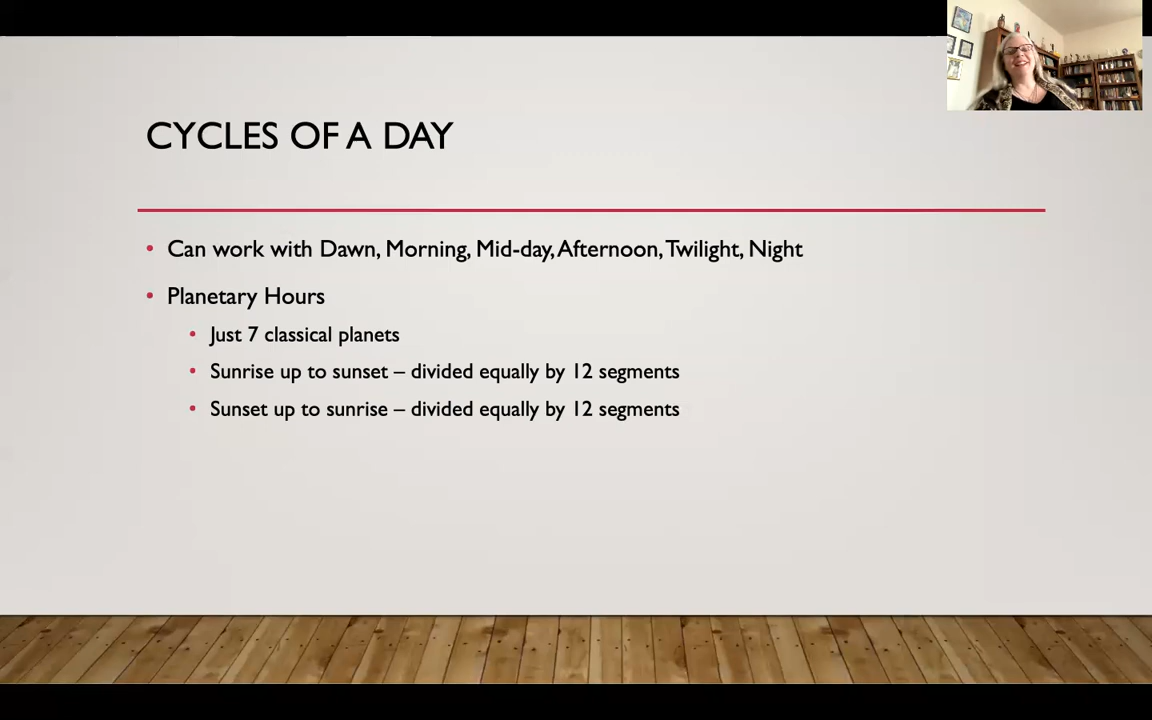 CYCLES OF A DAY
Can work with Dawn, Morning, Mid-day, Afternoon, Twilight, Night
Planetary Hours
Just 7 classical planets
Sunrise up to sunset – divided equally by 12 segments
Sunset up to sunrise – divided equally by 12 segments